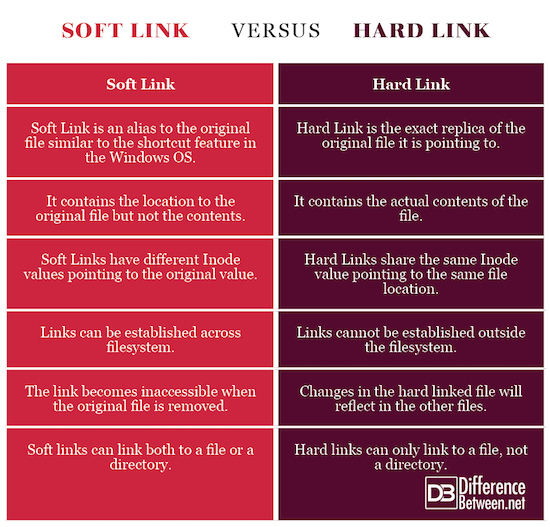 SOFT LINK VERSUS HARD LINK
Soft Link
Hard Link
Soft Link is an alias to the original
file similar to the shortcut feature in
the Windows OS.
Hard Link is the exact replica of the
original file it is pointing to.
It contains the location to the
original file but not the contents.
It contains the actual contents of the
file.
Soft Links have different Inode
values pointing to the original value.
Hard Links share the same Inode
value pointing to the same file
location.
Links can be established across
filesystem.
Links cannot be established outside
the filesystem.
The link becomes inaccessible when
the original file is removed.
Changes in the hard linked file will
reflect in the other files.
Soft links can link both to a file or a
directory.
Hard links can only link to a file, not
a directory.
DB Difference
Between.net